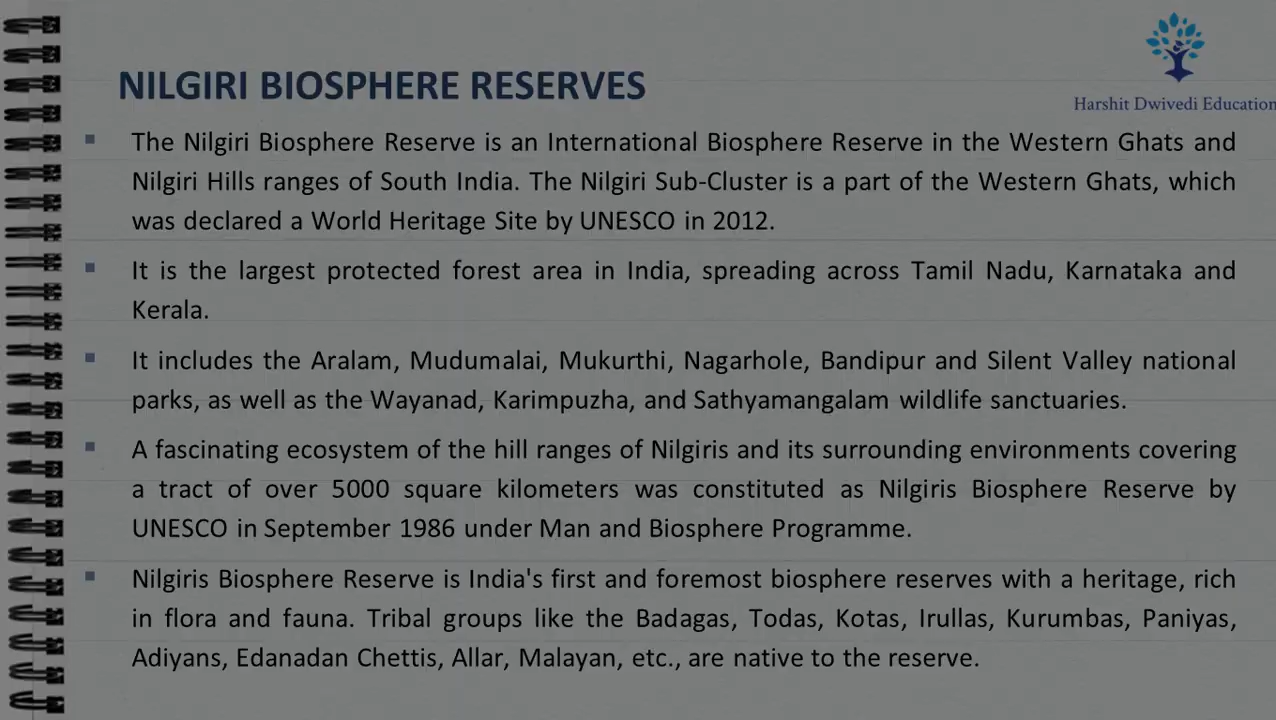 Harshit Dwivedi Education
NILGIRI BIOSPHERE RESERVES
The Nilgiri Biosphere Reserve is an International Biosphere Reserve in the Western Ghats and
Nilgiri Hills ranges of South India. The Nilgiri Sub-Cluster is a part of the Western Ghats, which
was declared a World Heritage Site by UNESCO in 2012.
It is the largest protected forest area in India, spreading across Tamil Nadu, Karnataka and
Kerala.
It includes the Aralam, Mudumalai, Mukurthi, Nagarhole, Bandipur and Silent Valley national
parks, as well as the Wayanad, Karimpuzha, and Sathyamangalam wildlife sanctuaries.
A fascinating ecosystem of the hill ranges of Nilgiris and its surrounding environments covering
a tract of over 5000 square kilometers was constituted as Nilgiris Biosphere Reserve by
UNESCO in September 1986 under Man and Biosphere Programme.
Nilgiris Biosphere Reserve is India's first and foremost biosphere reserves with a heritage, rich
in flora and fauna. Tribal groups like the Badagas, Todas, Kotas, Irullas, Kurumbas, Paniyas,
Adiyans, Edanadan Chettis, Allar, Malayan, etc., are native to the reserve.